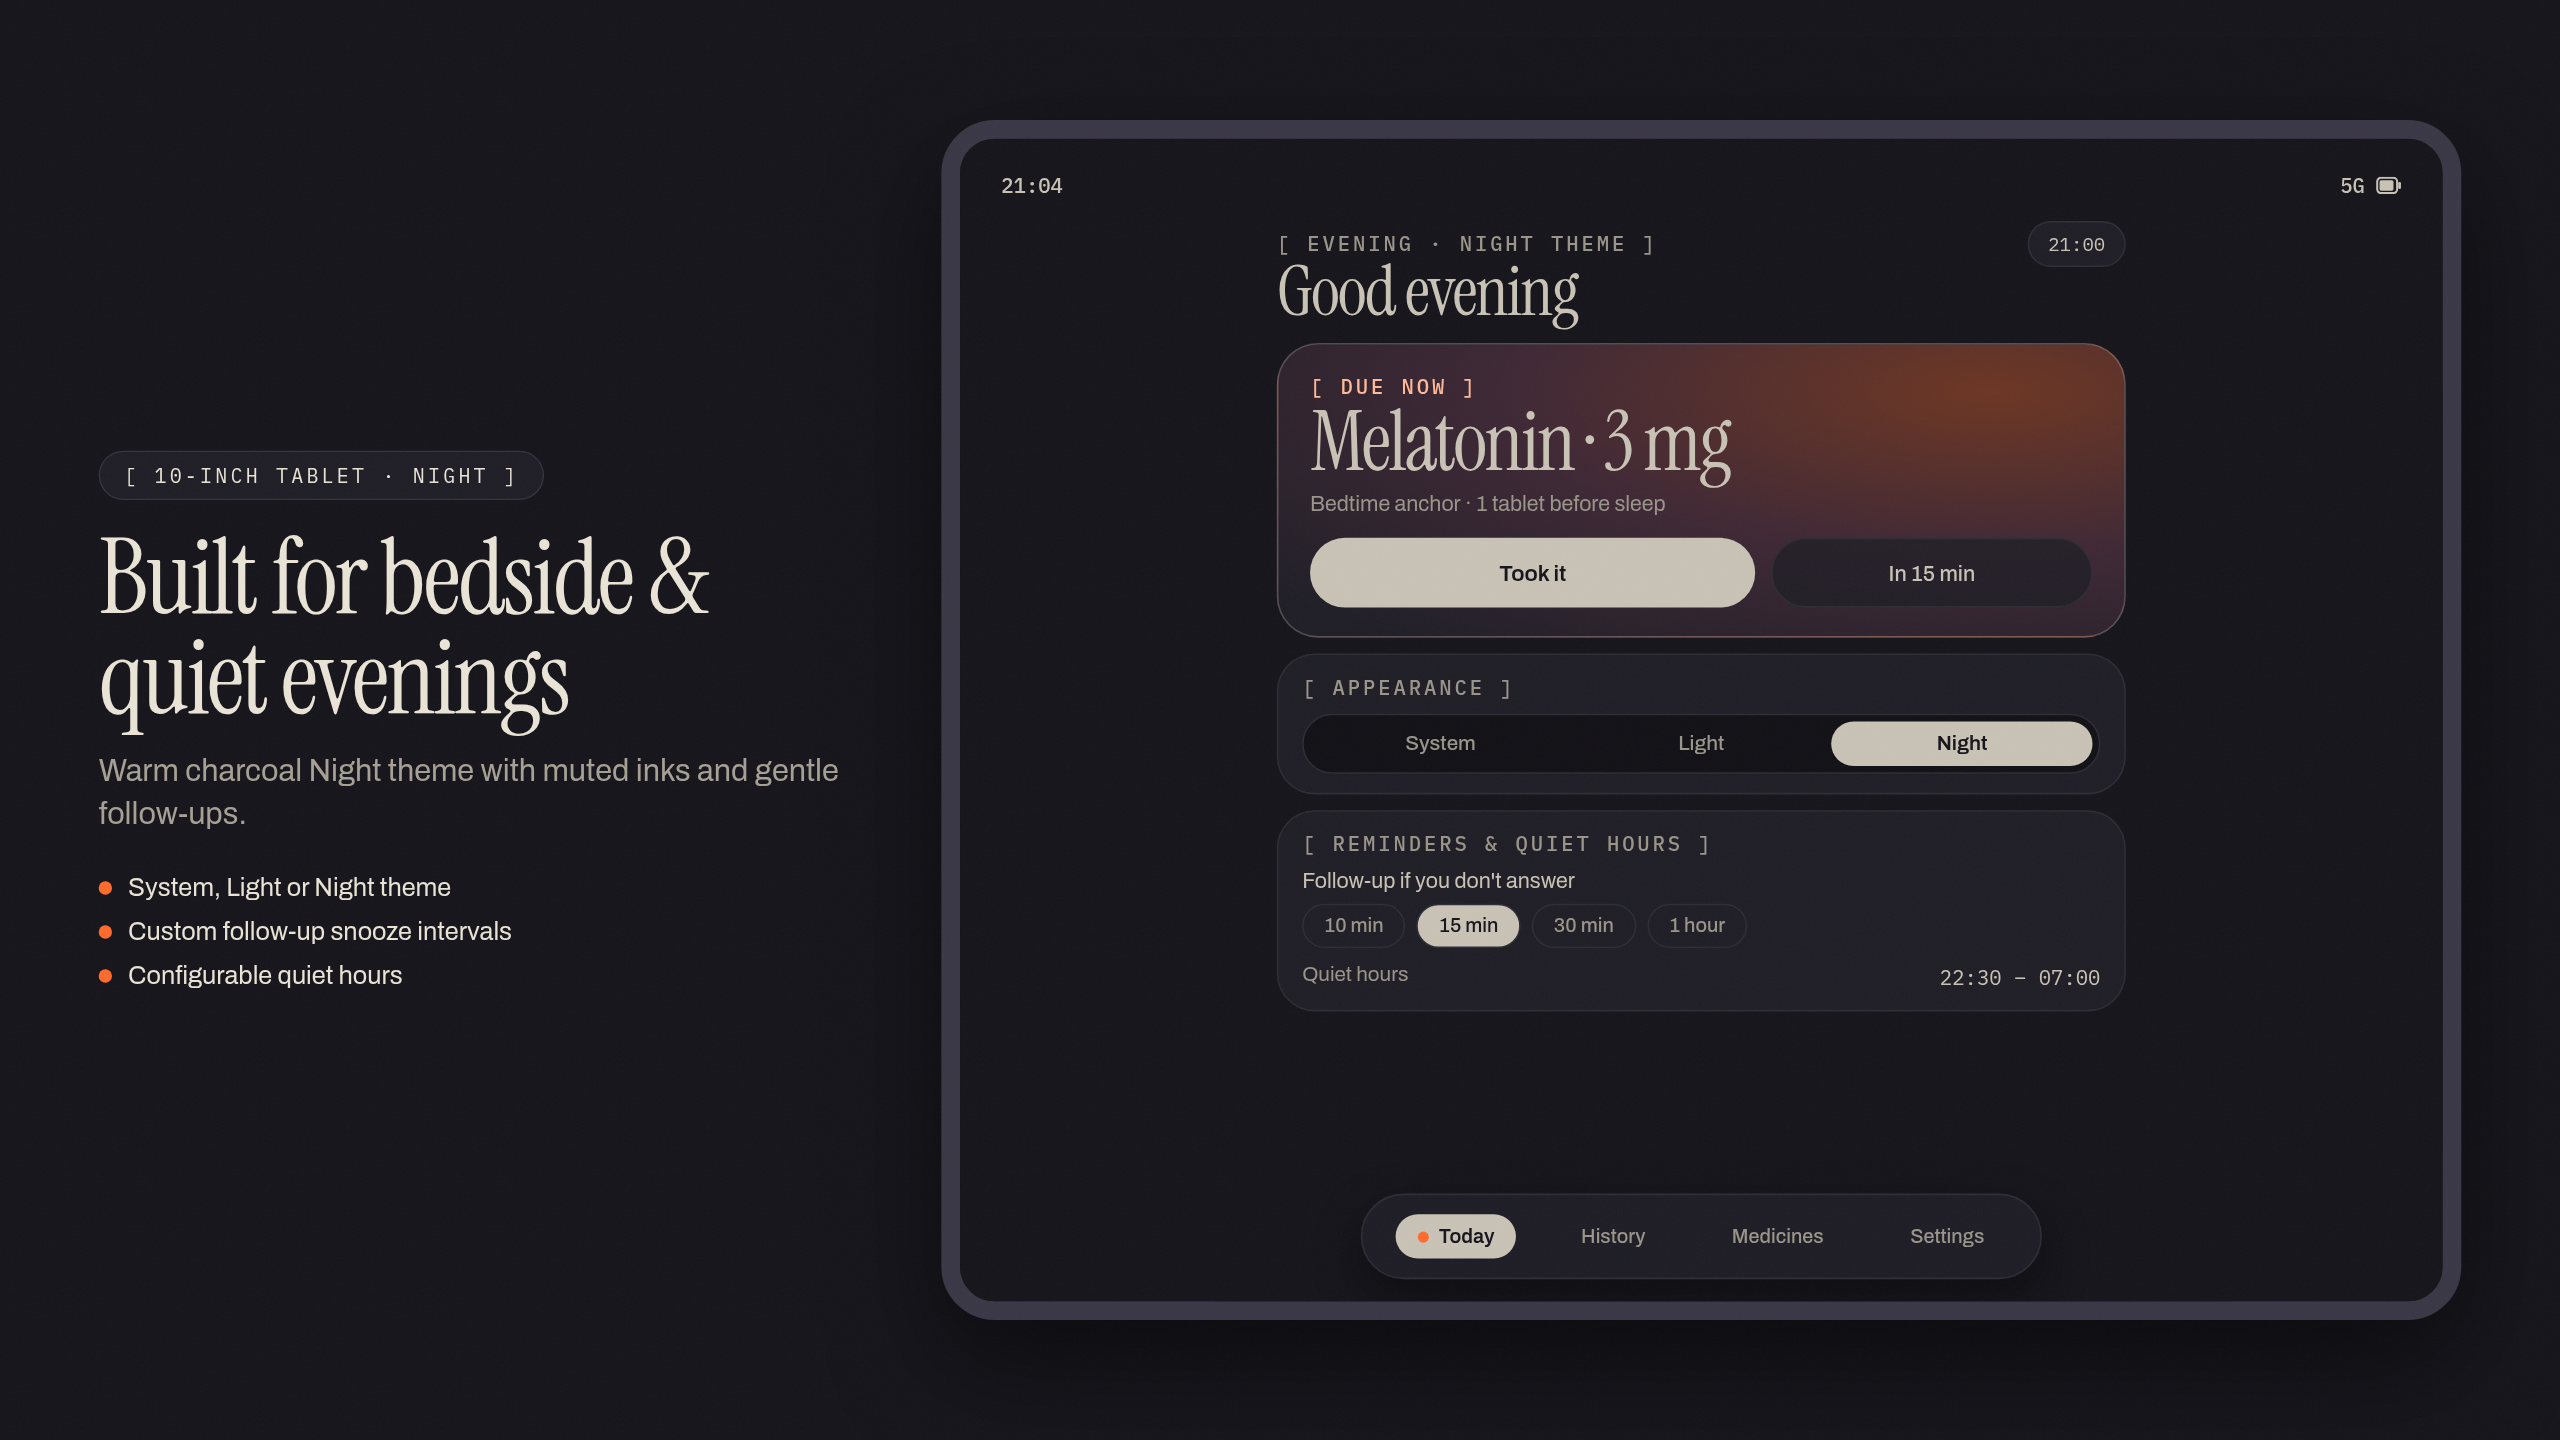 [ 10-INCH TABLET · NIGHT ]
Built for bedside &
quiet evenings
Warm charcoal Night theme with muted inks and gentle
follow-ups.
System, Light or Night theme
Custom follow-up snooze intervals
Configurable quiet hours
21:04
5G
[ EVENING · NIGHT THEME ]
21:00
Good evening
[ DUE NOW ]
Melatonin · 3 mg
Bedtime anchor · 1 tablet before sleep
Took it
In 15 min
[ APPEARANCE ]
System
Light
Night
[ REMINDERS & QUIET HOURS ]
Follow-up if you don't answer
10 min
15 min
30 min
1 hour
Quiet hours
22:30 – 07:00
Today
History
Medicines
Settings